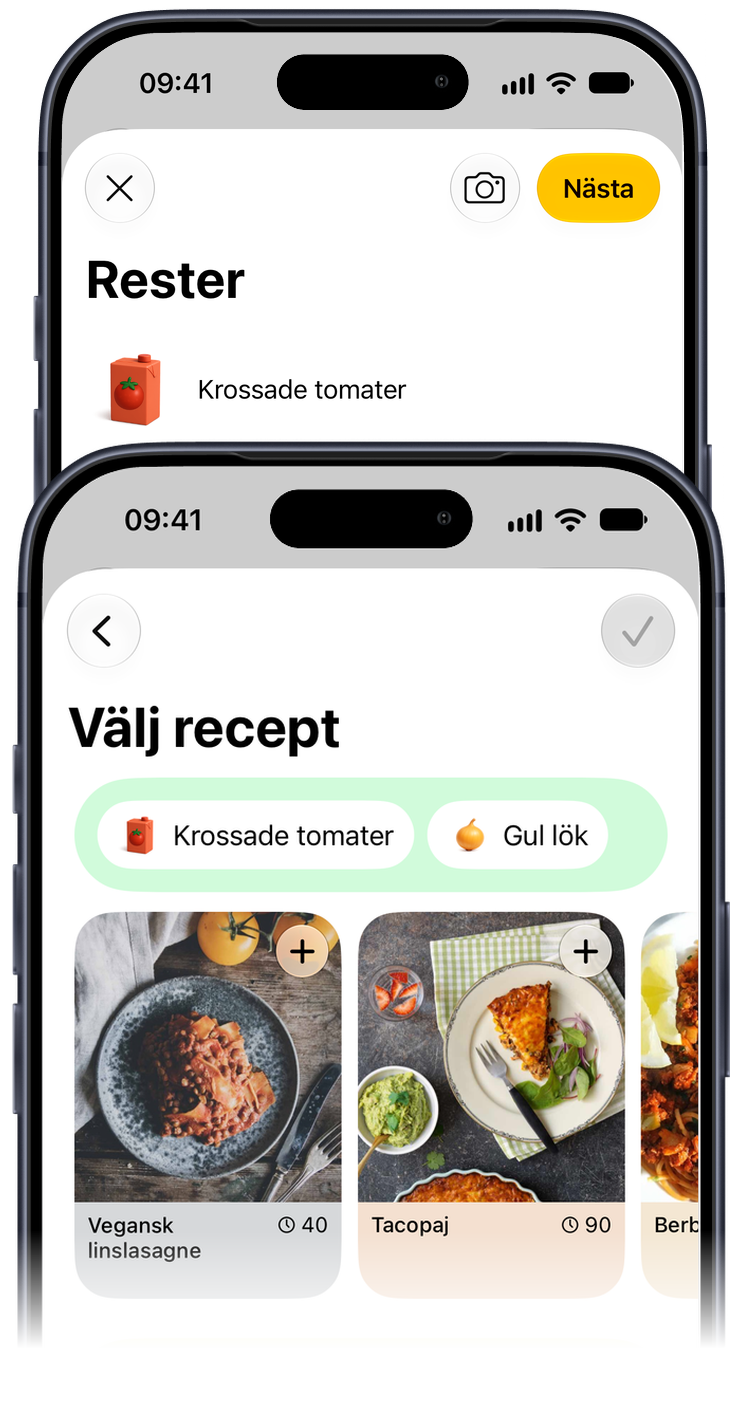 09:41
Nästa
Rester
Krossade tomater
09:41
Välj recept
Krossade tomater Gul lök
Vegansk 40 Tacopaj 90 Berb
linslasagne